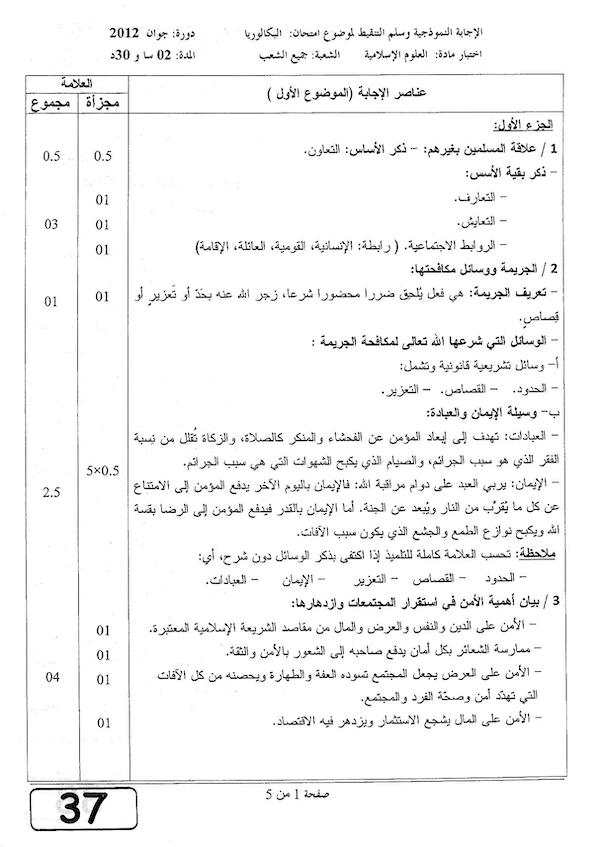 الإجابة النموذجية وسلم التنقيط لموضوع امتحان: البكالوريا دورة: جوان 2012
اختبار مادة: العلوم الإسلامية الشعبة: جميع الشعب المدة: 02 سا و 30د
عناصر الإجابة (الموضوع الأول ) العلامة
مجزأة مجموع
الجزء الأول:
1 / علاقة المسلمين بغيرهم: – ذكر الأساس: التعاون. 0.5 0.5
– ذكر بقية الأسس:
– التعارف. 01
– التعايش. 01 03
– الروابط الاجتماعية. ( رابطة: الإنسانية، القومية، العائلة، الإقامة) 01
2 / الجريمة ووسائل مكافحتها:
– تعريف الجريمة: هي فعل يُلحِق ضررا محضورا شرعا، زجر الله عنه بحَدّ أو تَعزيرٍ أو 01 01
قِصاصٍ.
– الوسائل التي شرعها الله تعالى لمكافحة الجريمة :
أ– وسائل تشريعية قانونية وتشمل:
– الحدود. – القصاص. – التعزير.
ب– وسيلة الإيمان والعبادة:
– العبادات: تهدف إلى إبعاد المؤمن عن الفحشاء والمنكر كالصلاة، والزكاة تُقلل من نِسبة
الفقر الذي هو سبب الجرائم، والصيام الذي يكبح الشهوات التي هي سبب الجرائم. 5×0.5
– الإيمان: يربي العبد على دوام مراقبة الله: فالإيمان باليوم الآخر يدفع المؤمن إلى الامتناع 2.5
عن كل ما يُقرِّب من النار ويُبعد عن الجنة. أما الإيمان بالقدر فيدفع المؤمن إلى الرضا بقسة
الله ويكبح نوازع الطمع والجشع الذي يكون سبب الآفات.
ملاحظة: تحسب العلامة كاملة للتلميذ إذا اكتفى بذكر الوسائل دون شرح، أي:
– الحدود – القصاص – التعزير – الإيمان – العبادات.
3 / بيان أهمية الأمن في استقرار المجتمعات وازدهارها:
– الأمن على الدين والنفس والعرض والمال من مقاصد الشريعة الإسلامية المعتبرة. 01
– ممارسة الشعائر بكل أمان يدفع صاحبه إلى الشعور بالأمن والثقة. 01
– الأمن على العرض يجعل المجتمع تسوده العفة والطهارة ويحصنه من كل الآفات 01 04
التي تهدّد أمن وصحّة الفرد والمجتمع.
– الأمن على المال يشجع الاستثمار ويزدهر فيه الاقتصاد. 01
صفحة 1 من 5
37